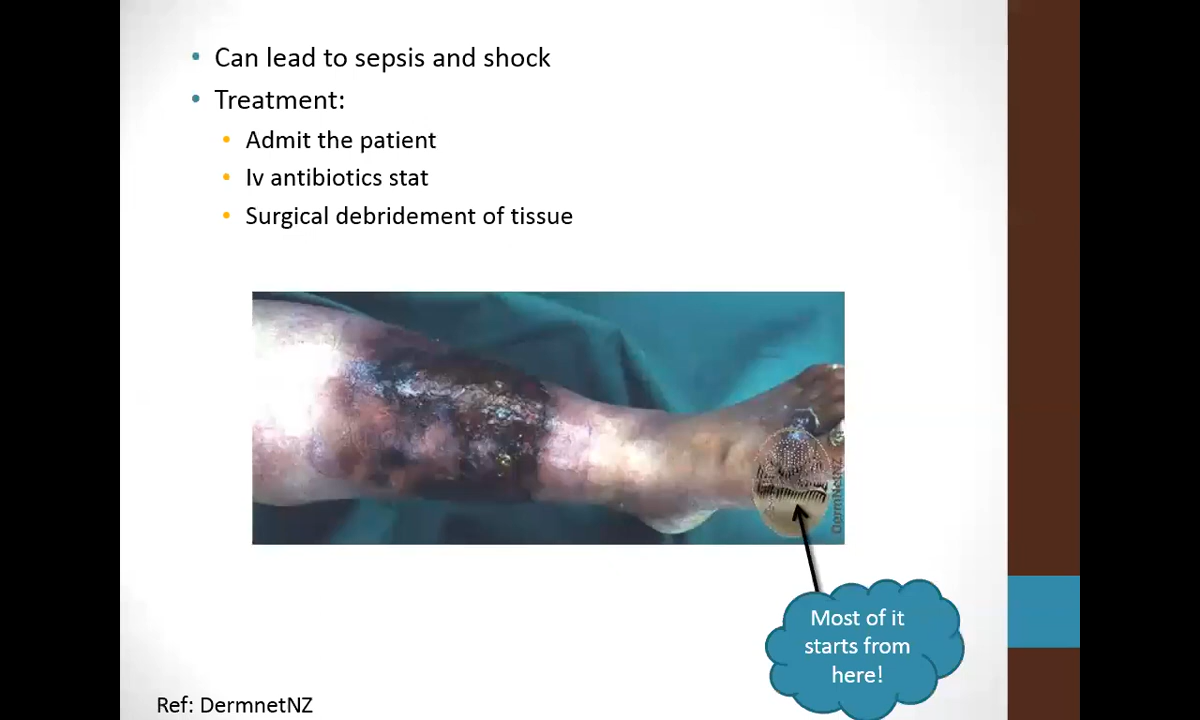 Can lead to sepsis and shock
Treatment:
Admit the patient
Iv antibiotics stat
Surgical debridement of tissue
DermNetNZ
Most of it
starts from
here!
Ref: DermnetNZ